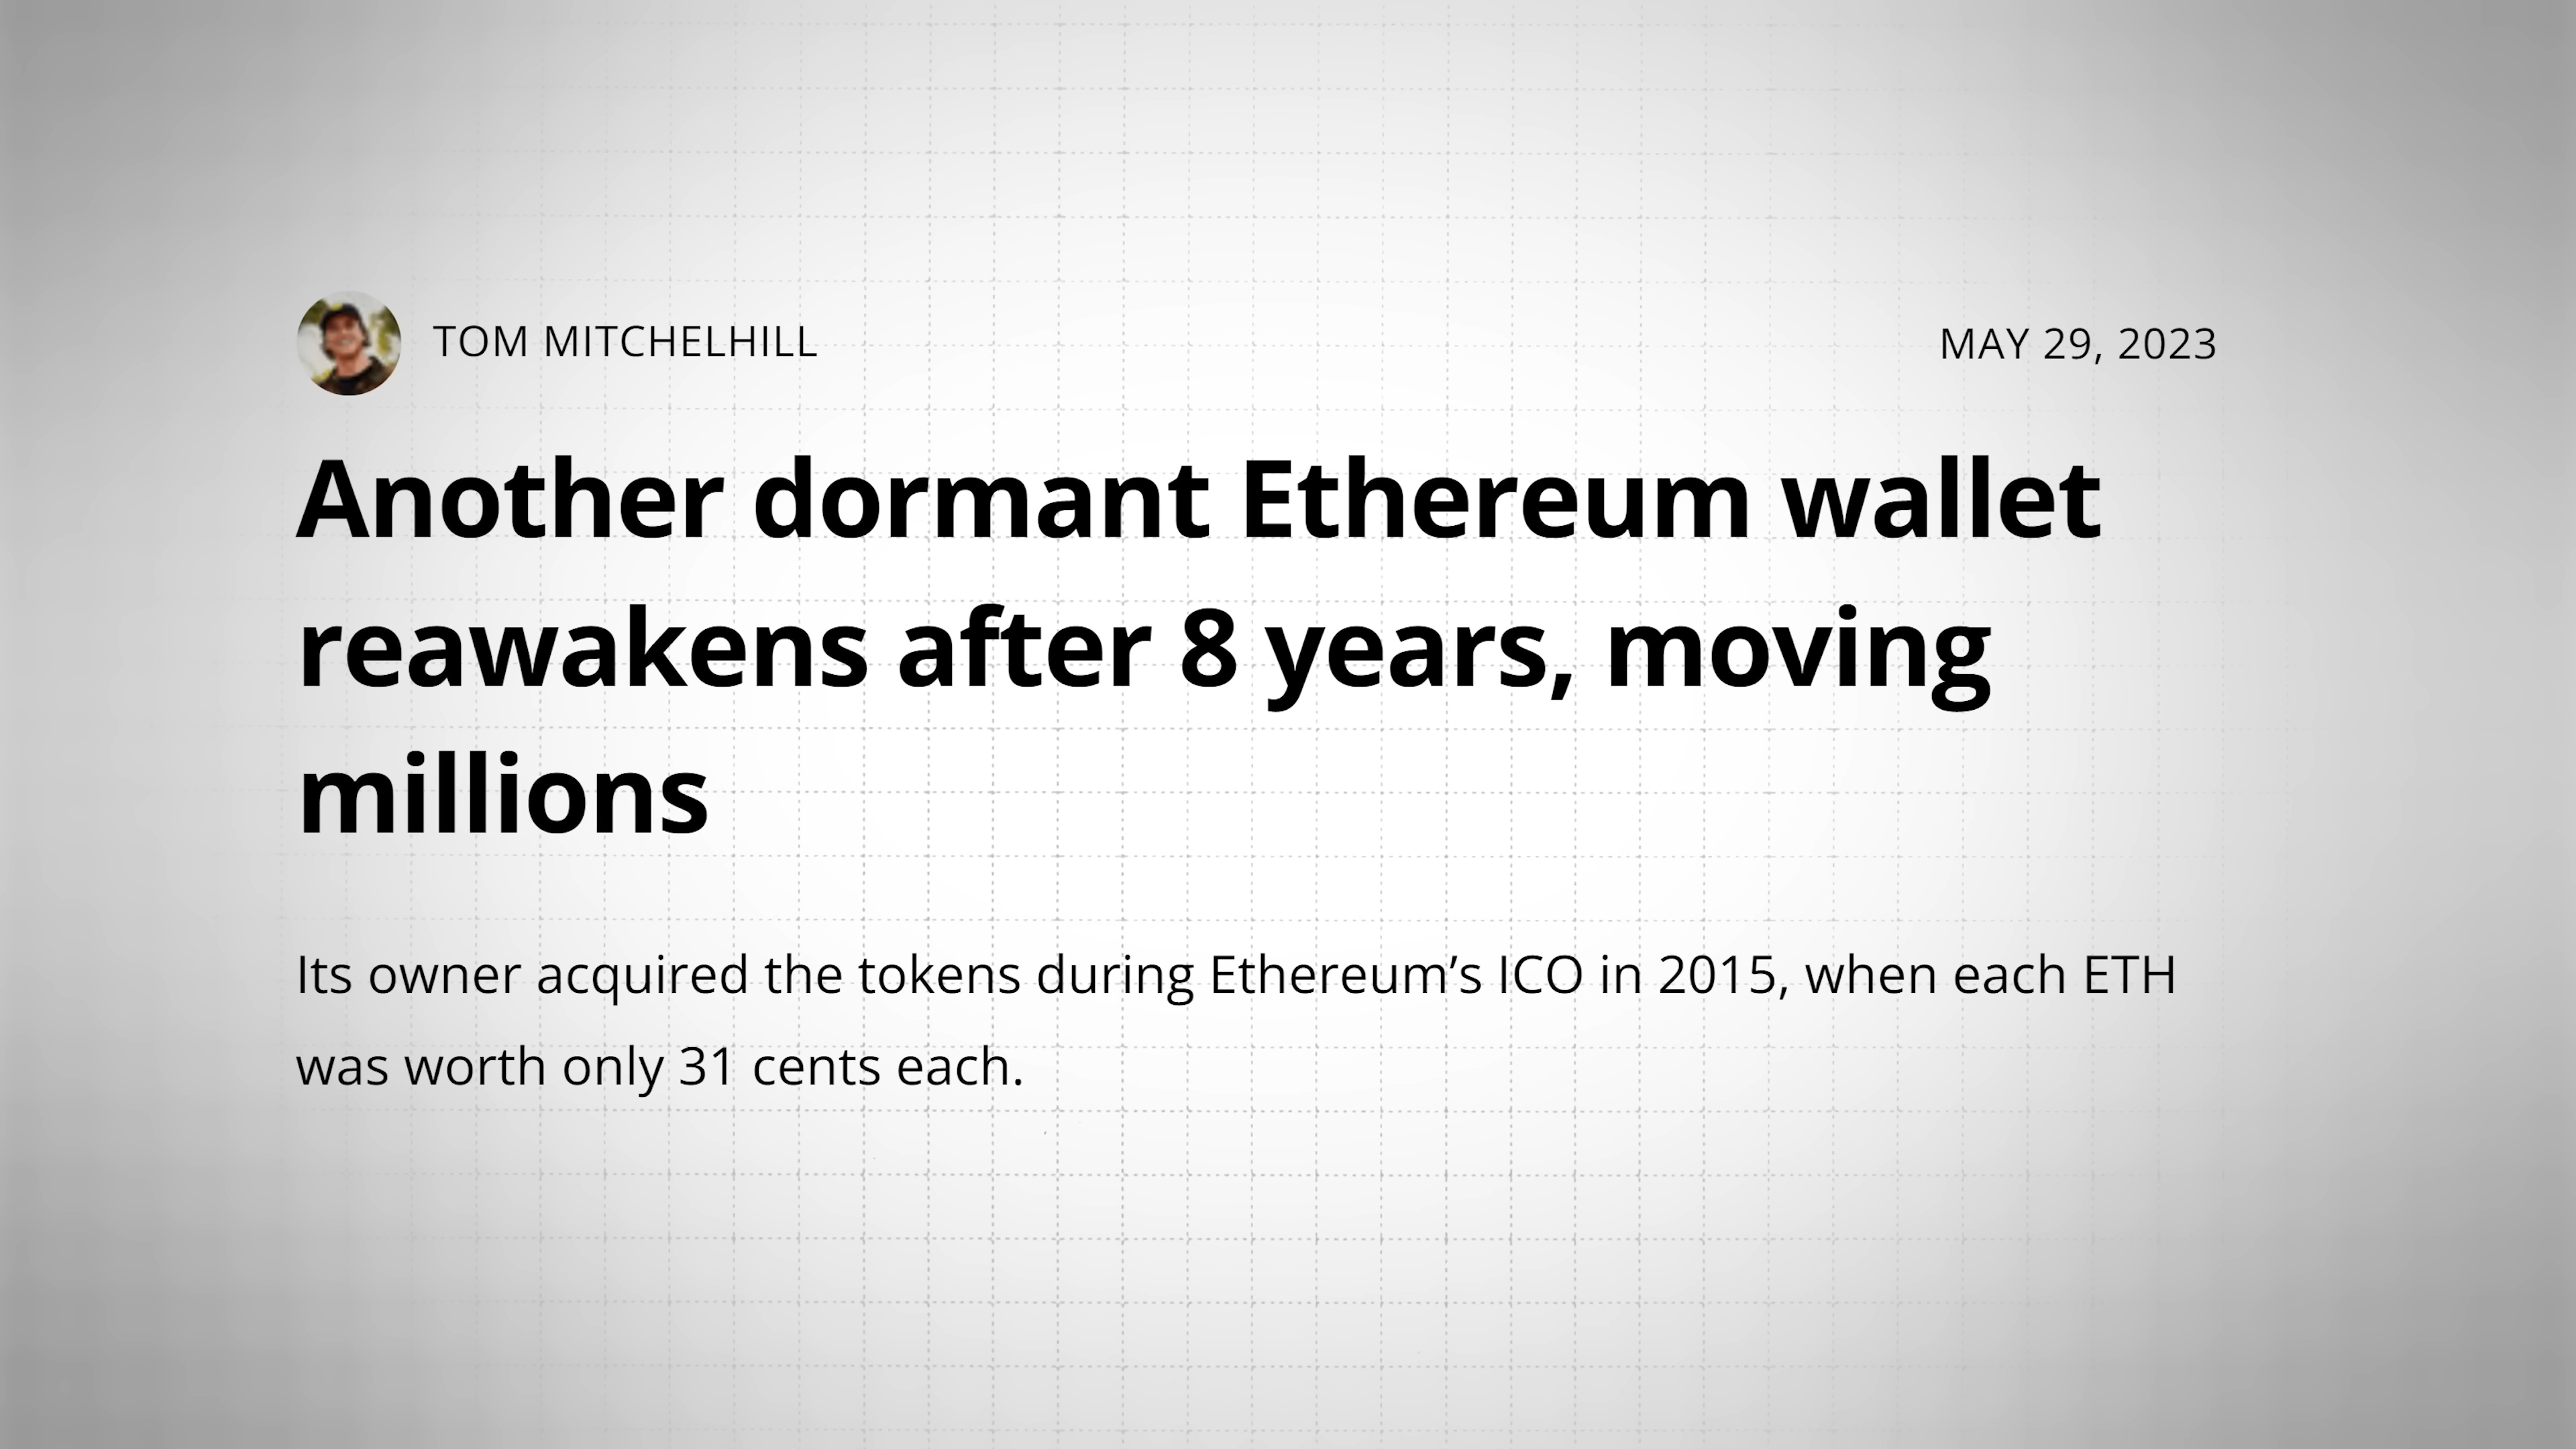 TOM MITCHELHILL
MAY 29, 2023
Another dormant Ethereum wallet
reawakens after 8 years, moving
millions
Its owner acquired the tokens during Ethereum’s ICO in 2015, when each ETH
was worth only 31 cents each.